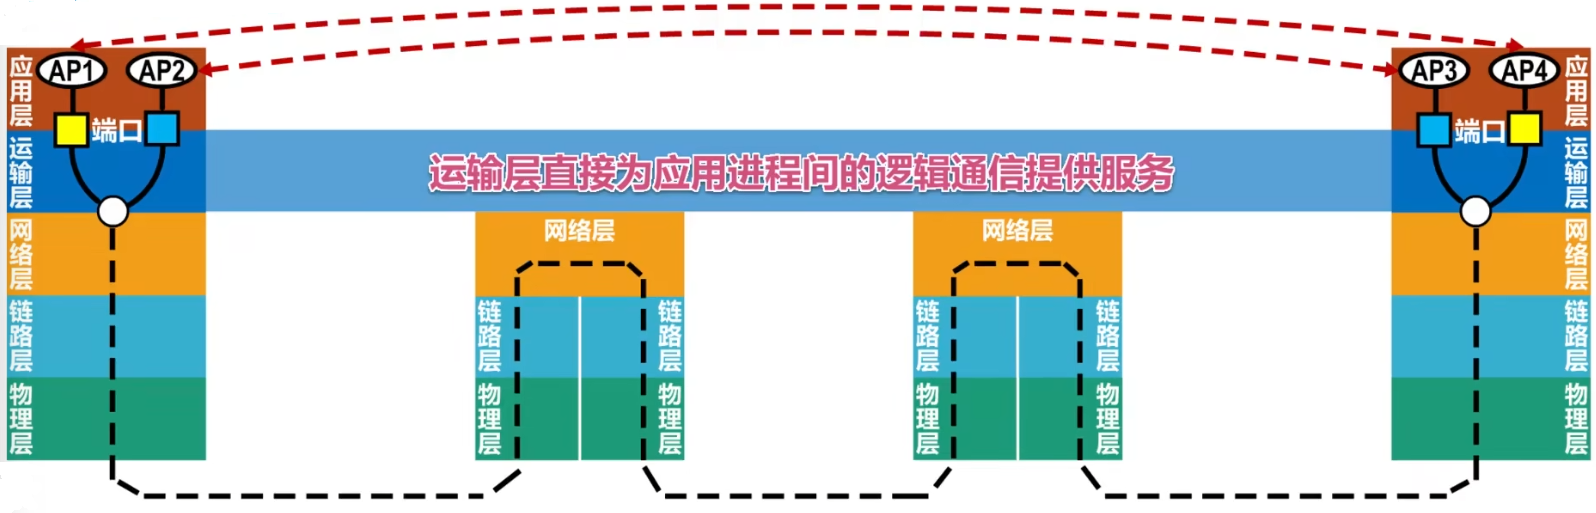 应用层
AP1
AP2
端口
运输层
网络层
链路层
物理层
运输层直接为应用进程间的逻辑通信提供服务
网络层
链路层
链路层
物理层
物理层
网络层
链路层
链路层
物理层
物理层
AP3
AP4
应用层
端口
运输层
网络层
链路层
物理层